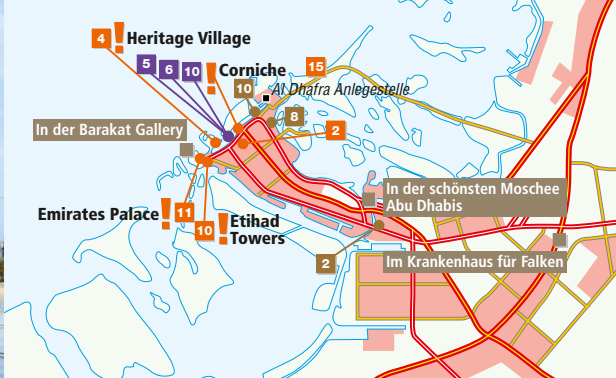 4 ! Heritage Village
5 6 10 ! Corniche 15
10 Al Dhafra Anlegestelle
8
In der Barakat Gallery
2
In der schönsten Moschee
Abu Dhabis
Emirates Palace ! 11
10 ! Etihad
Towers
2
Im Krankenhaus für Falken